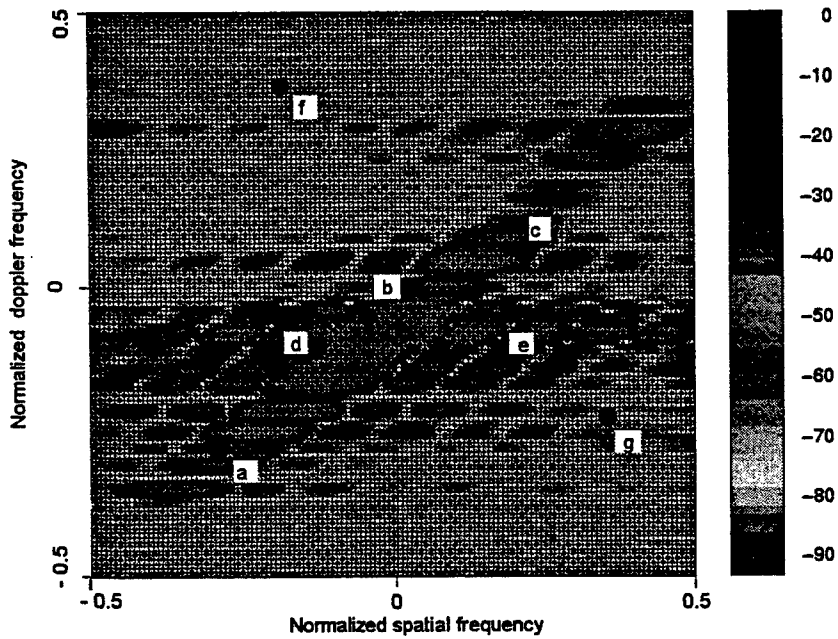 0.5
0
-0.5
Normalized doppler frequency
-0.5
0
0.5
Normalized spatial frequency
f
c
b
d
e
g
a
0
-10
-20
-30
-40
-50
-60
-70
-80
-90